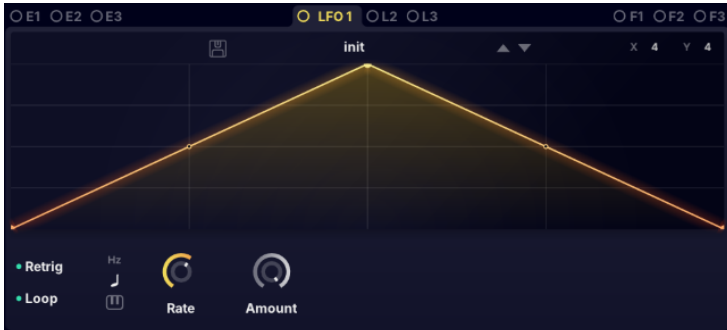 E1 E2 E3 LFO 1 L2 L3 F1 F2 F3
init X 4 Y 4
Hz
Retrig
Loop
Rate Amount